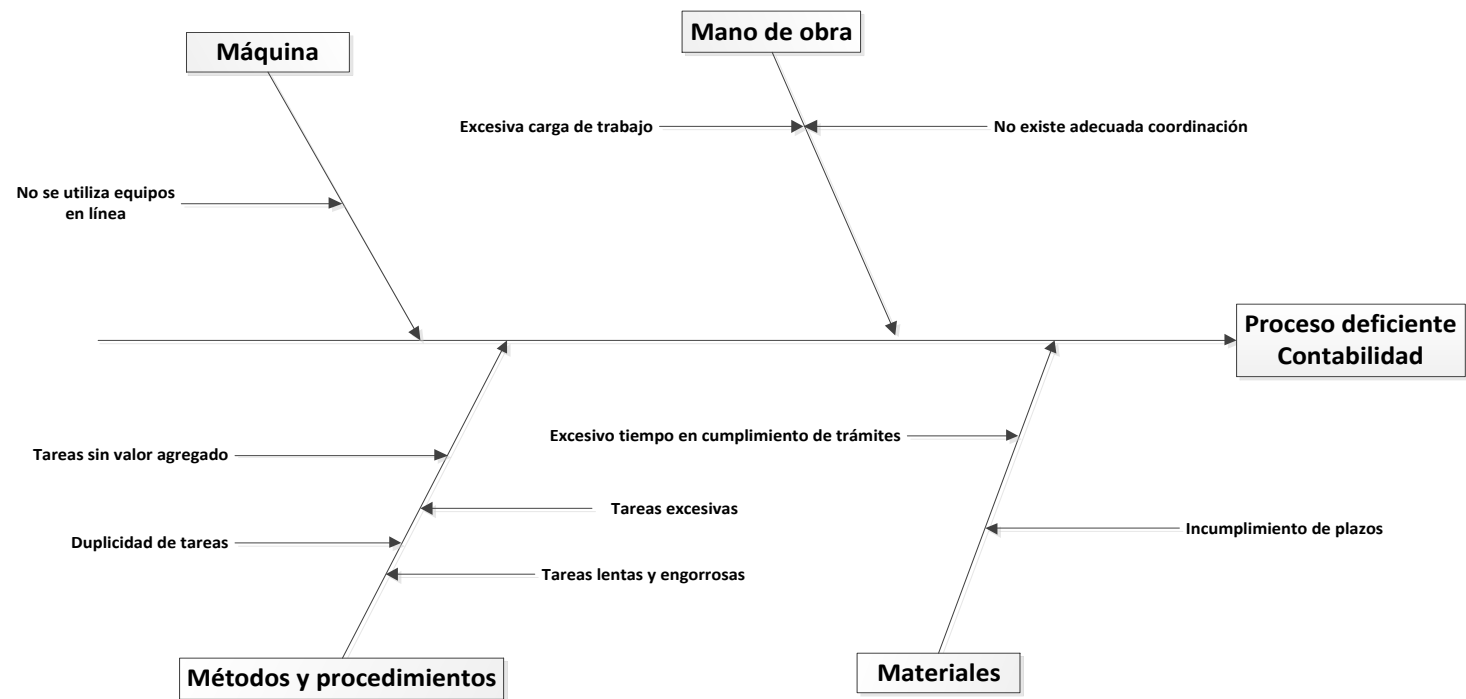 Mano de obra
Máquina
Excesiva carga de trabajo
No existe adecuada coordinación
No se utiliza equipos
en línea
Proceso deficiente
Contabilidad
Tareas sin valor agregado
Excesivo tiempo en cumplimiento de trámites
Tareas excesivas
Incumplimiento de plazos
Duplicidad de tareas
Tareas lentas y engorrosas
Métodos y procedimientos
Materiales